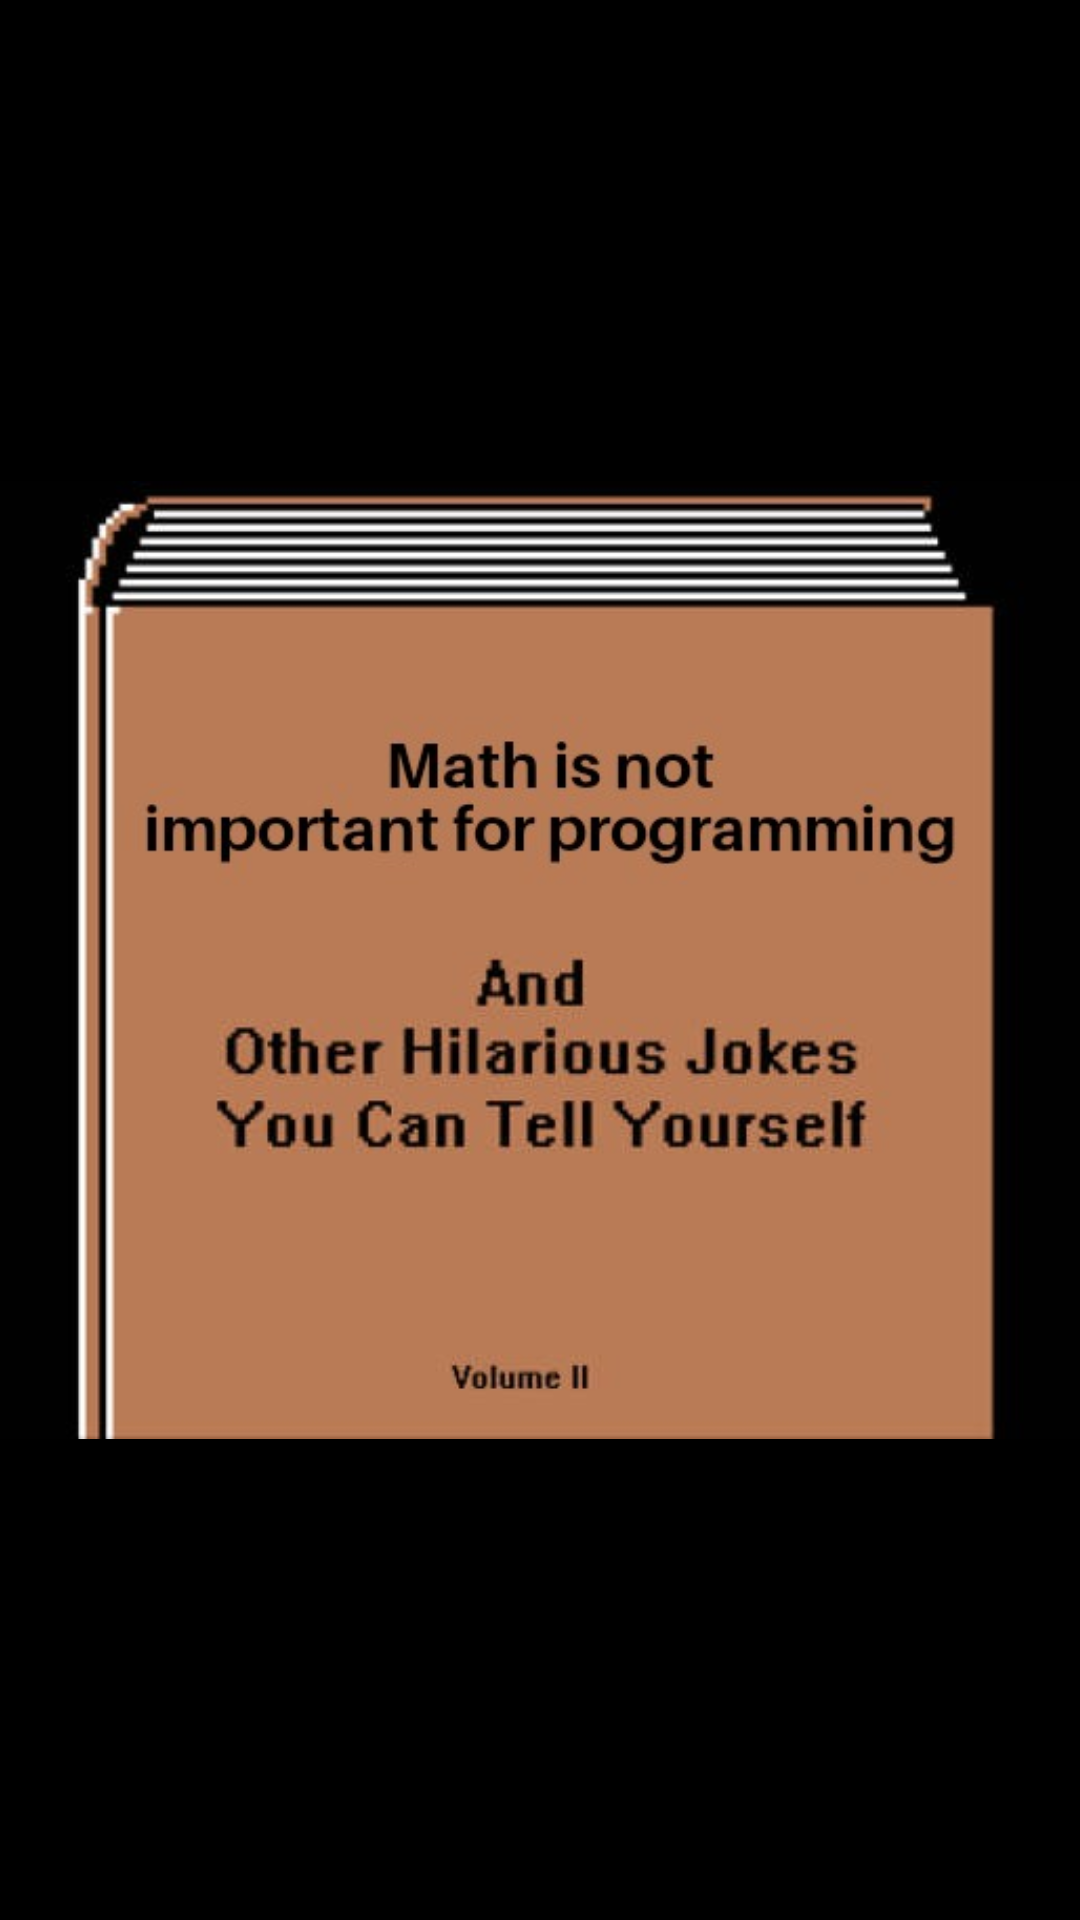 Math is not
important for programming
And
Other Hilarious Jokes
You Can Tell Yourself
Volume II